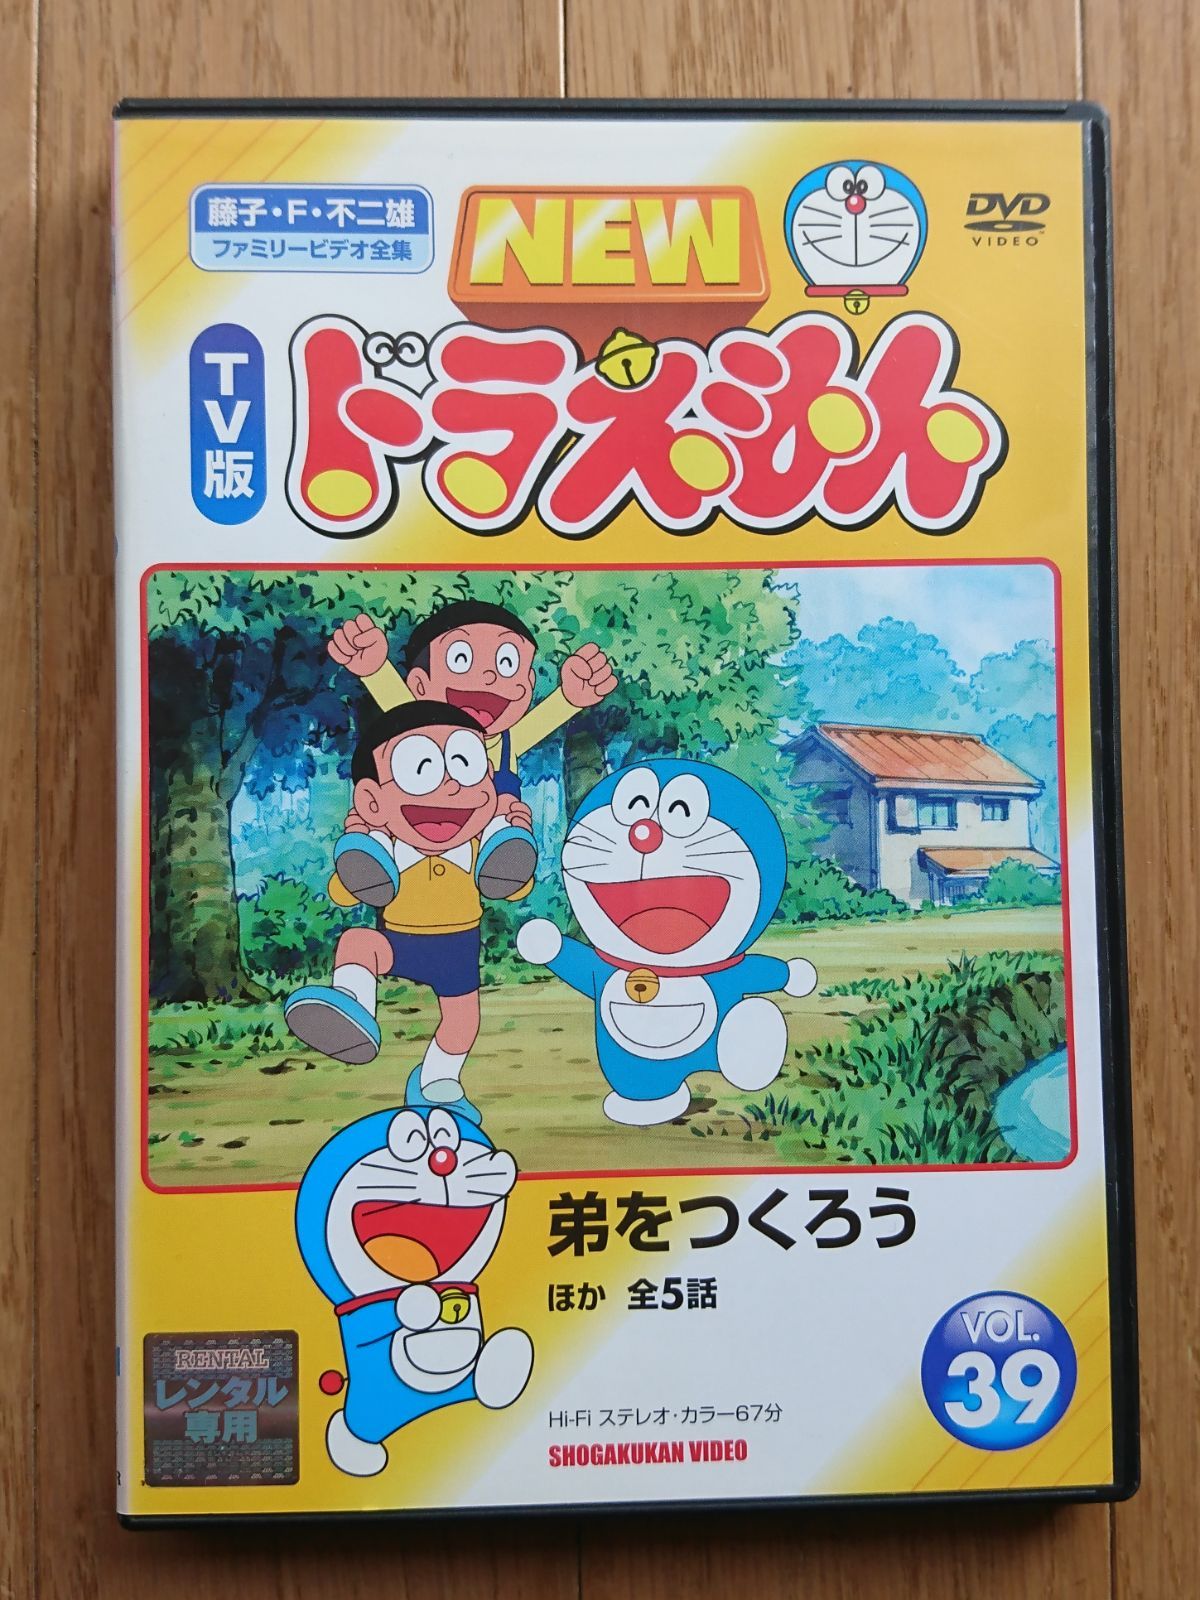 藤子・F・不二雄
ファミリービデオ全集
NEW
DVD
VIDEO
TV版
ドラえもん
弟をつくろう
ほか 全5話
VOL.
39
RENTAL
レンタル
専用
Hi-Fi ステレオ・カラー67分
SHOGAKUKAN VIDEO